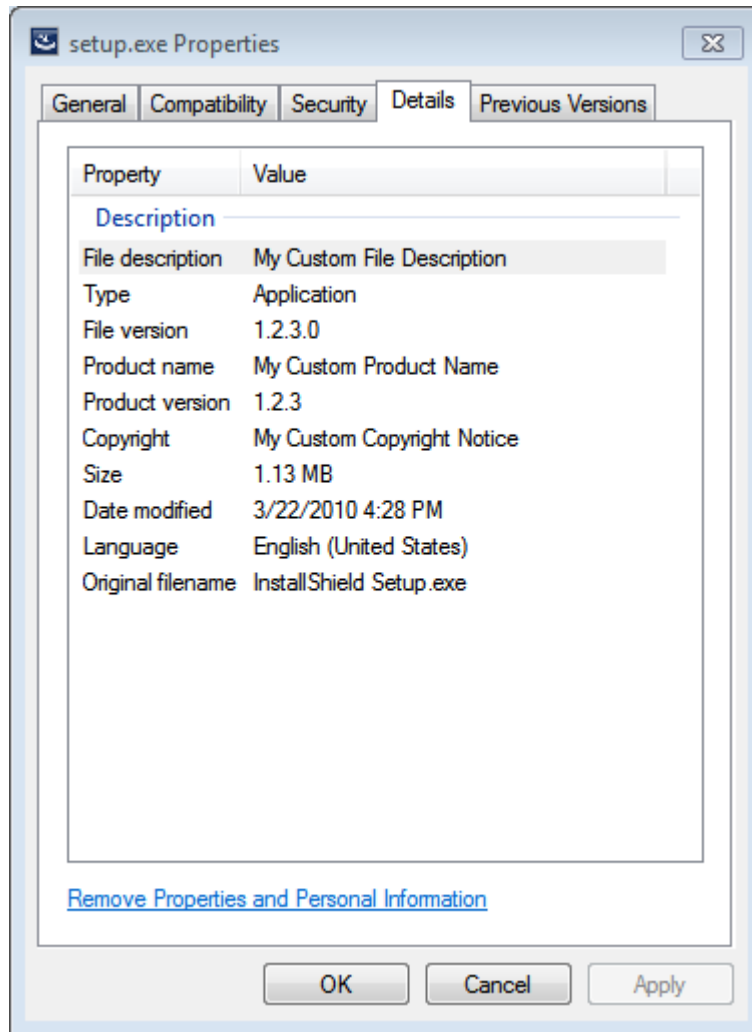 setup.exe Properties
General Compatibility Security Details Previous Versions
Property Value
Description
File description My Custom File Description
Type Application
File version 1.2.3.0
Product name My Custom Product Name
Product version 1.2.3
Copyright My Custom Copyright Notice
Size 1.13 MB
Date modified 3/22/2010 4:28 PM
Language English (United States)
Original filename InstallShield Setup.exe
Remove Properties and Personal Information
OK Cancel Apply